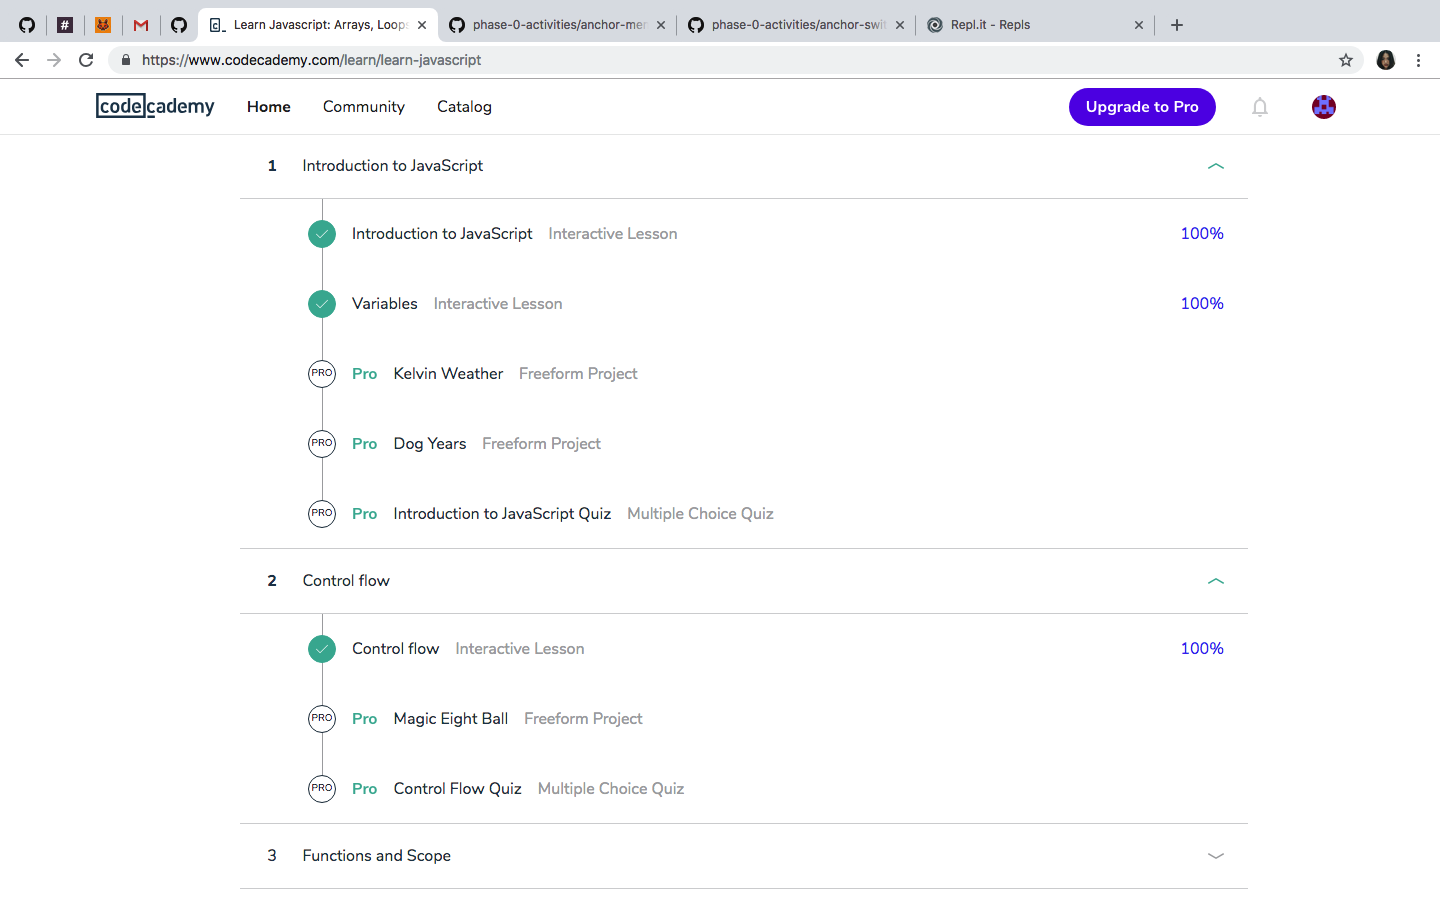 Learn Javascript: Arrays, Loops
phase-0-activities/anchor-mer
phase-0-activities/anchor-swit
Repl.it - Repls
https://www.codecademy.com/learn/learn-javascript
codecademy
Home
Community
Catalog
Upgrade to Pro
1 Introduction to JavaScript
Introduction to JavaScript Interactive Lesson 100%
Variables Interactive Lesson 100%
PRO Pro Kelvin Weather Freeform Project
PRO Pro Dog Years Freeform Project
PRO Pro Introduction to JavaScript Quiz Multiple Choice Quiz
2 Control flow
Control flow Interactive Lesson 100%
PRO Pro Magic Eight Ball Freeform Project
PRO Pro Control Flow Quiz Multiple Choice Quiz
3 Functions and Scope